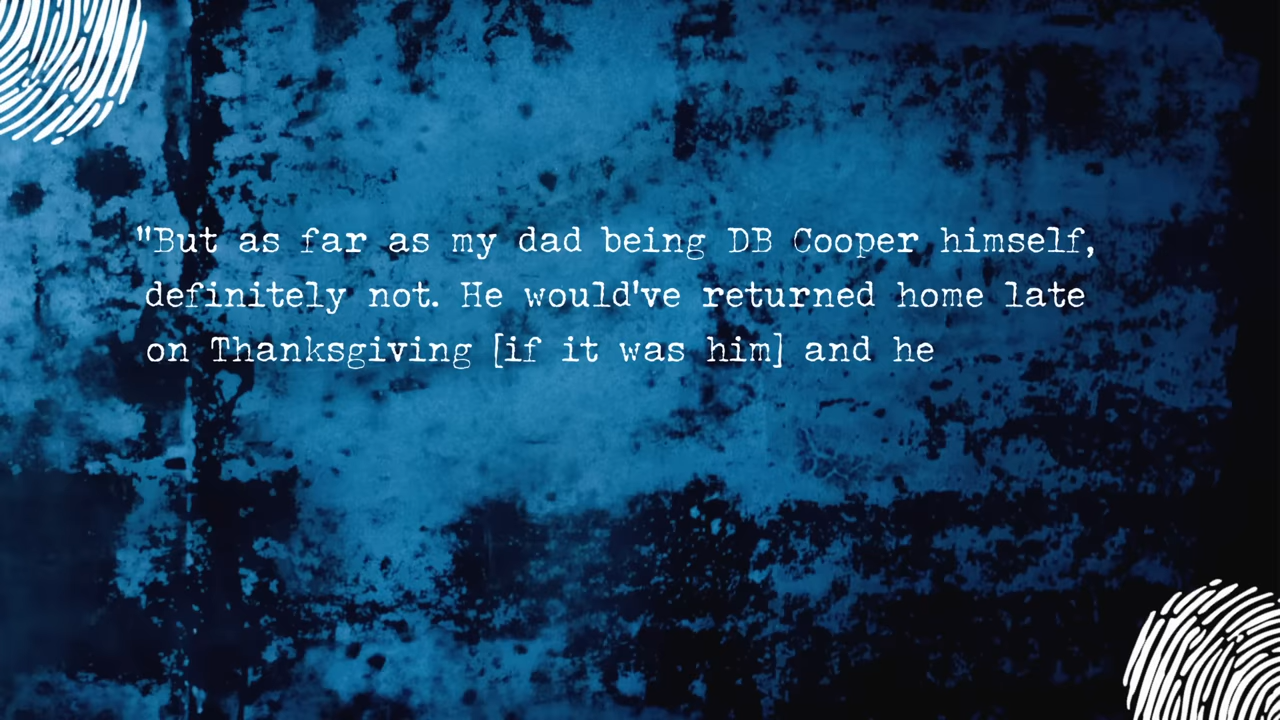 "But as far as my dad being DB Cooper himself,
definitely not. He would've returned home late
on Thanksgiving [if it was him] and he